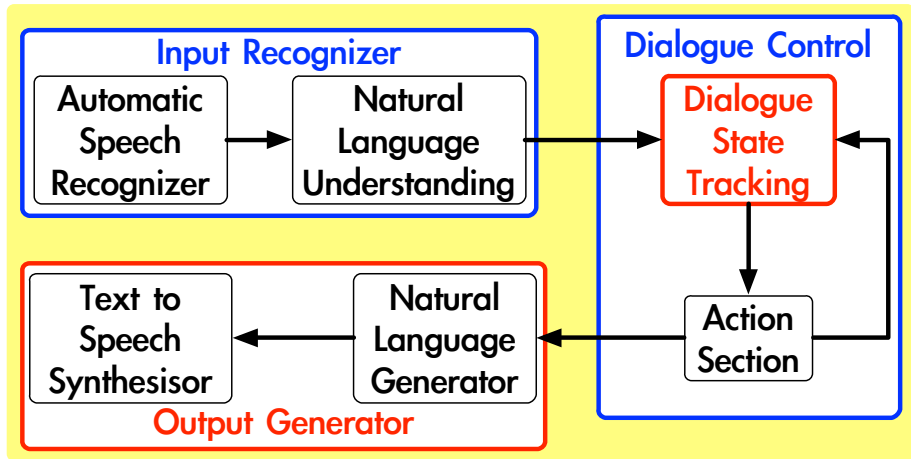 Input Recognizer
Automatic
Speech
Recognizer
Natural
Language
Understanding
Dialogue Control
Dialogue
State
Tracking
Action
Section
Natural
Language
Generator
Text to
Speech
Synthesisor
Output Generator